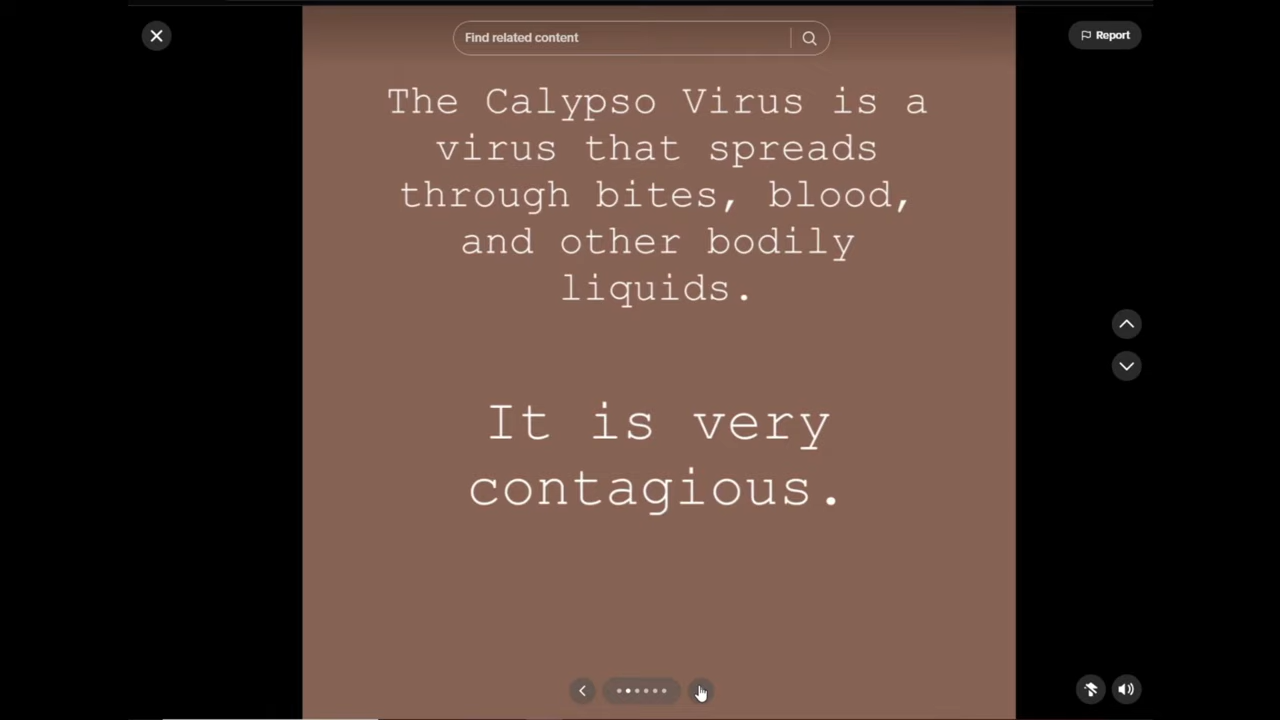 Find related content
Report
The Calypso Virus is a
virus that spreads
through bites, blood,
and other bodily
liquids.
It is very
contagious.